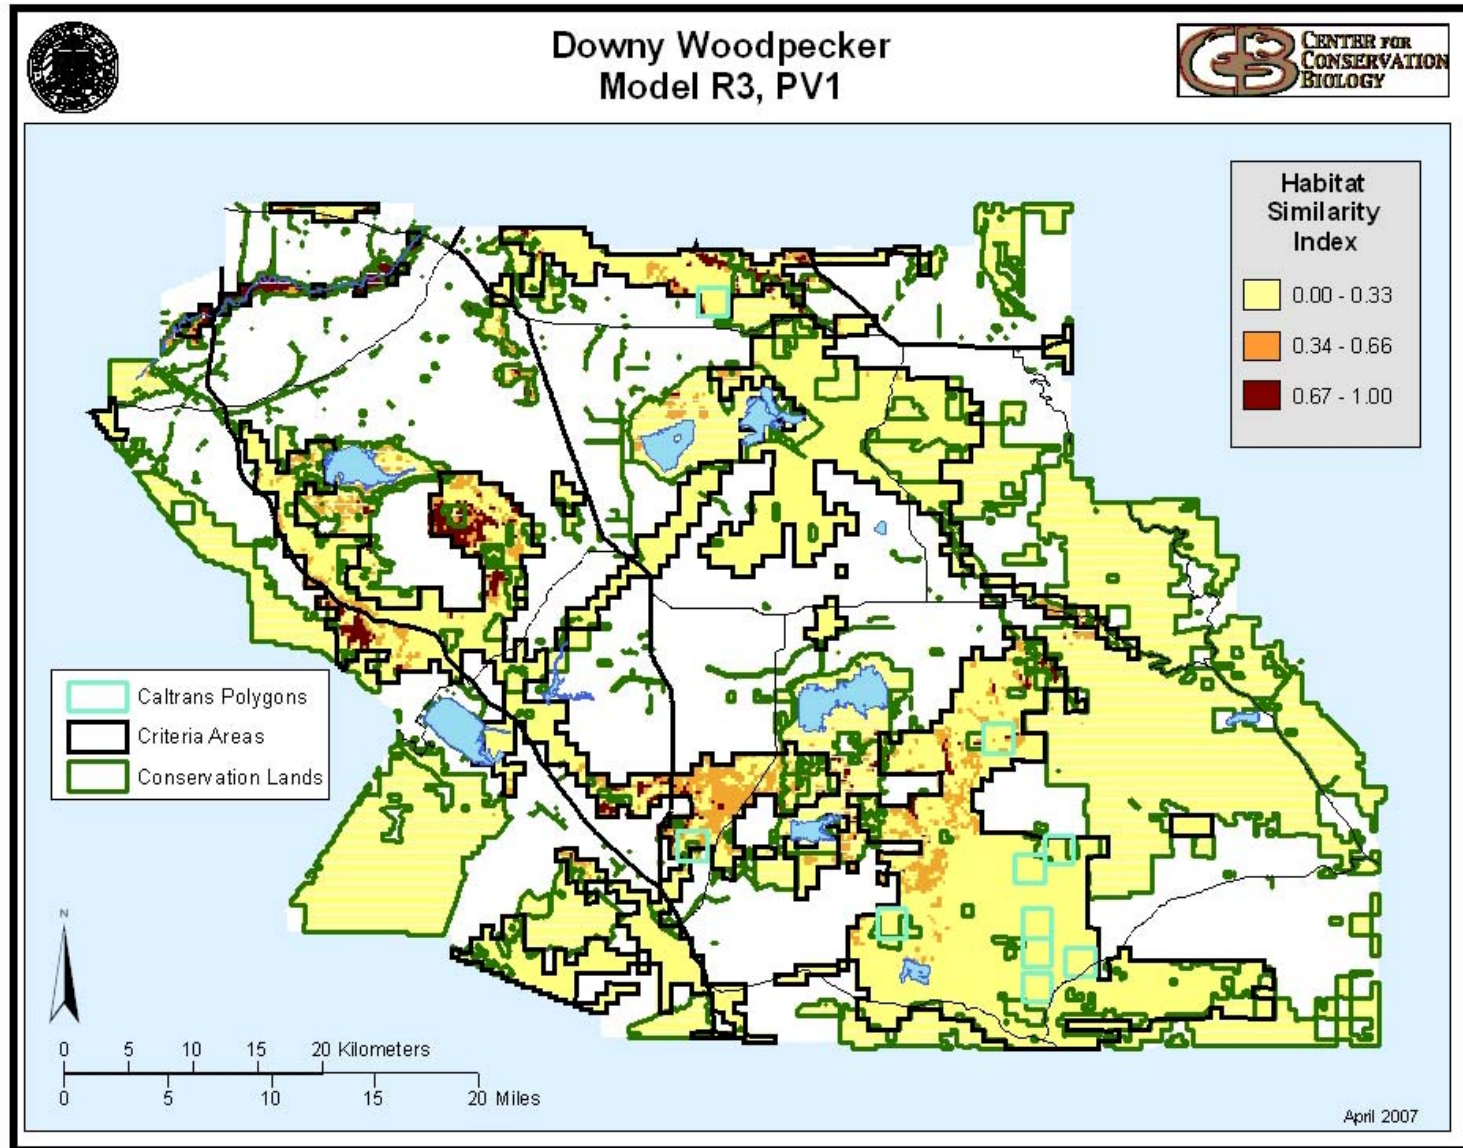 Downy Woodpecker
Model R3, PV1
CENTER FOR
CONSERVATION
BIOLOGY
Habitat
Similarity
Index
0.00 - 0.33
0.34 - 0.66
0.67 - 1.00
Caltrans Polygons
Criteria Areas
Conservation Lands
N
0 5 10 15 20 Kilometers
0 5 10 15 20 Miles
April 2007